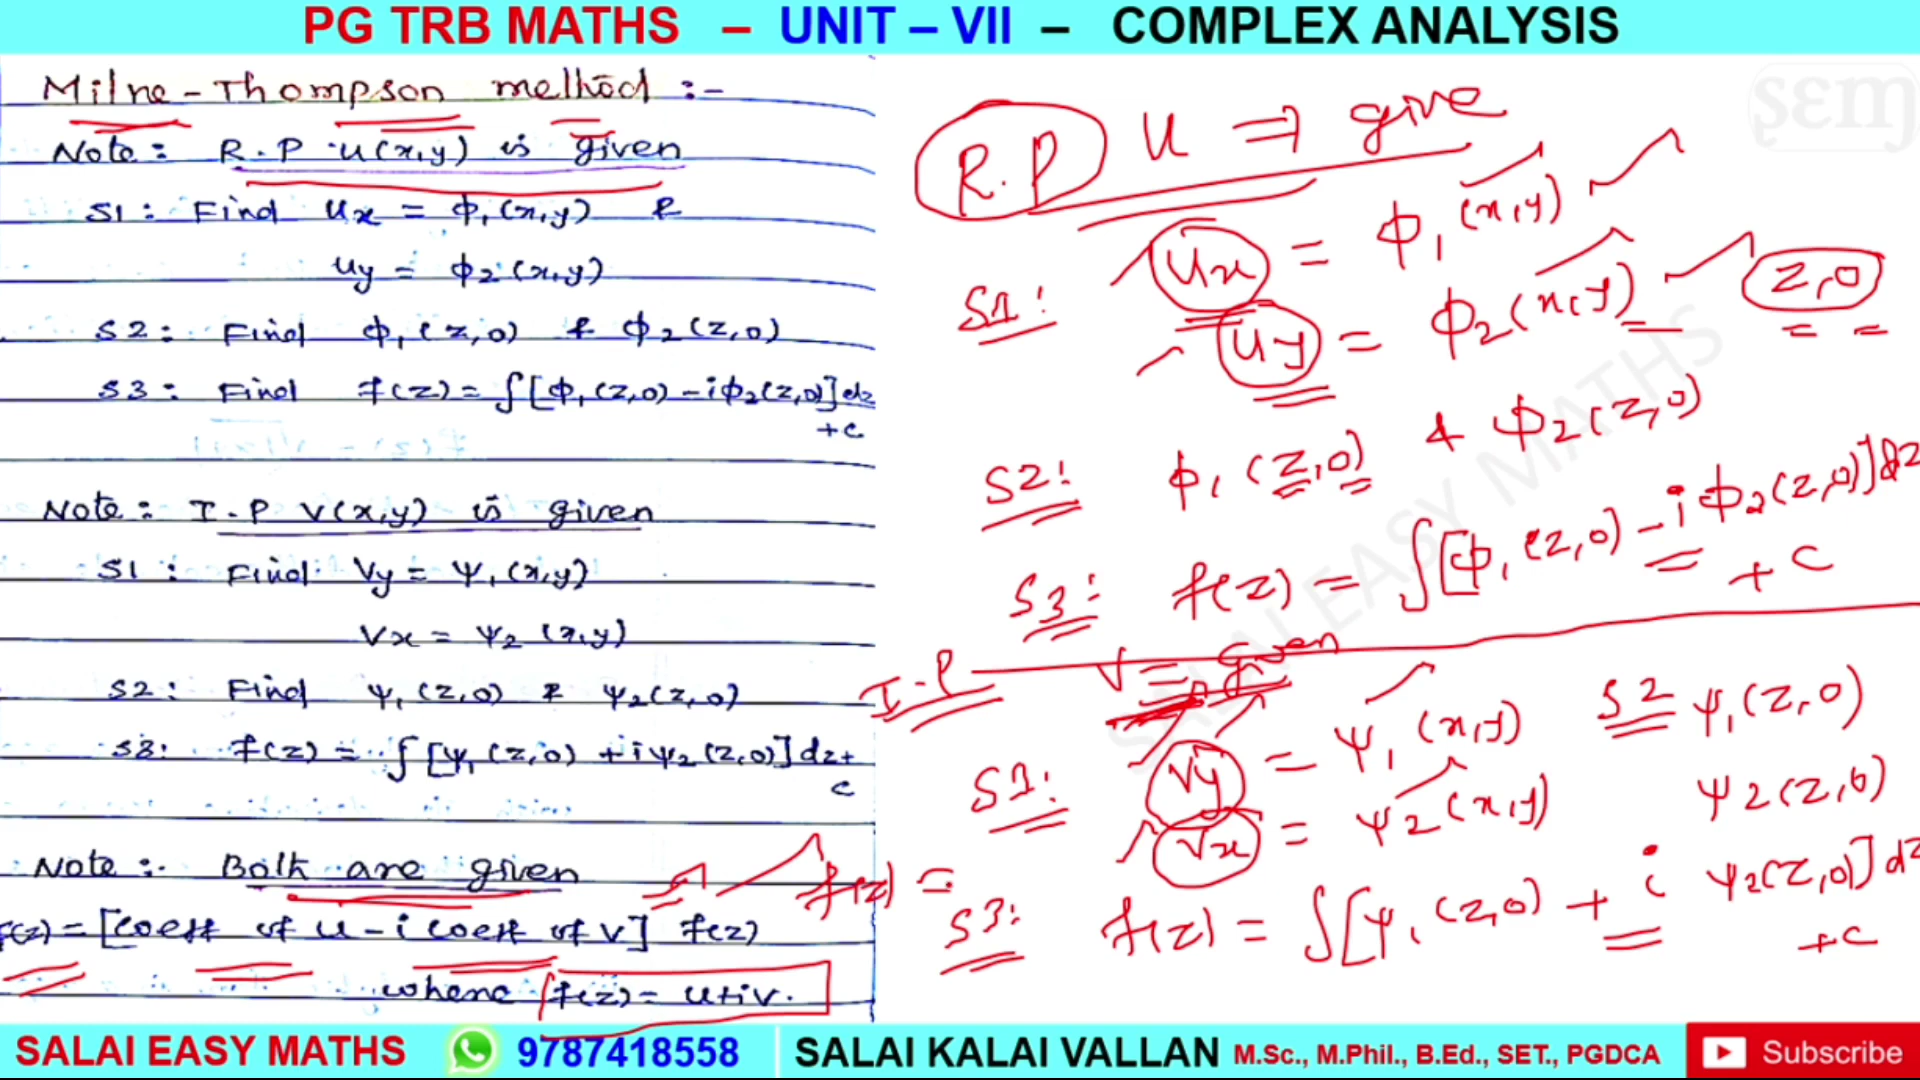 PG TRB MATHS – UNIT – VII – COMPLEX ANALYSIS
Milne-Thompson method :-
Note: R.P u(x,y) is given
S1: Find ux = ϕ₁(x,y) &
uy = ϕ₂(x,y)
S2: Find ϕ₁(z,0) & ϕ₂(z,0)
S3: Find f(z) = ∫[ϕ₁(z,0) - iϕ₂(z,0)] dz
+c
Note: I.P V(x,y) is given
S1: Find Vy = Ψ₁(x,y)
Vx = Ψ₂(x,y)
S2: Find Ψ₁(z,0) & Ψ₂(z,0)
S3: f(z) = ∫[Ψ₁(z,0) + iΨ₂(z,0)] dz +
c
Note:. Both are given
f(z) = [coeff of u - i coeff of v] f(z)
where f(z) = u+iv.
sem
R.P u ⇒ give
S1: ux = ϕ₁(x,y)
uy = ϕ₂(x,y) z,0
S2: ϕ₁(z,0) & ϕ₂(z,0)
S3: f(z) = ∫[ϕ₁(z,0) - iϕ₂(z,0)] dz
+ c
I.P V = Given
S1: Vy = Ψ₁(x,y) S2 Ψ₁(z,0)
Vx = Ψ₂(x,y) Ψ₂(z,0)
f(z) =
S3: f(z) = ∫[Ψ₁(z,0) + i Ψ₂(z,0)] dz
+c
SALAI EASY MATHS
SALAI EASY MATHS 9787418558 SALAI KALAI VALLAN M.Sc., M.Phil., B.Ed., SET., PGDCA Subscribe